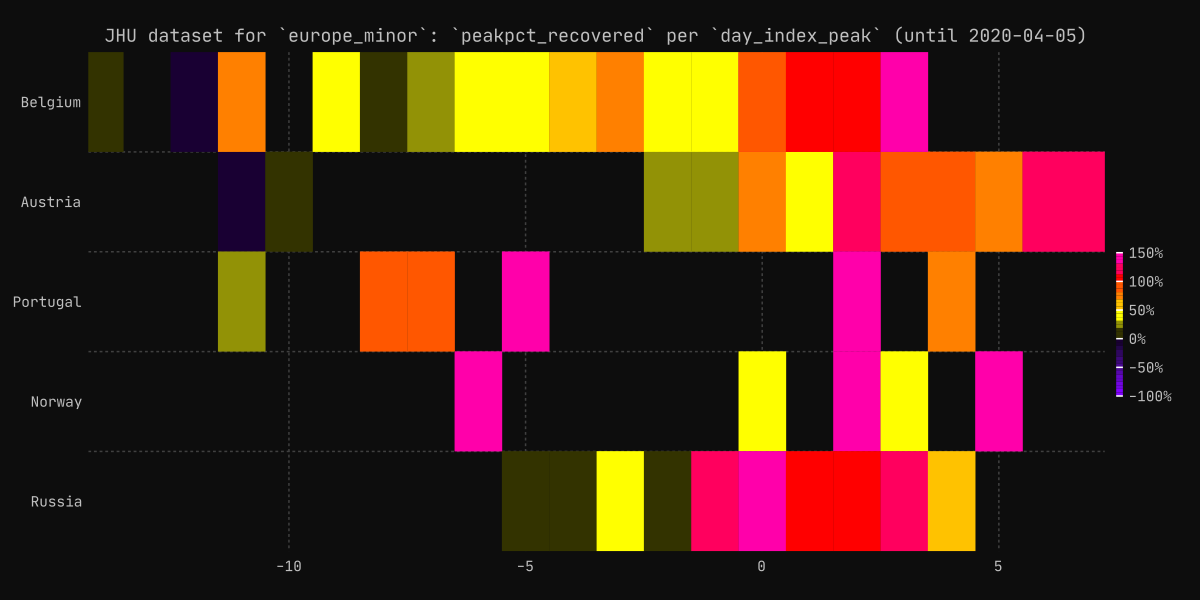 JHU dataset for `europe_minor`: `peakpct_recovered` per `day_index_peak` (until 2020-04-05)
Belgium
Austria
Portugal
Norway
Russia
150%
100%
50%
0%
−50%
−100%
−10
−5
0
5